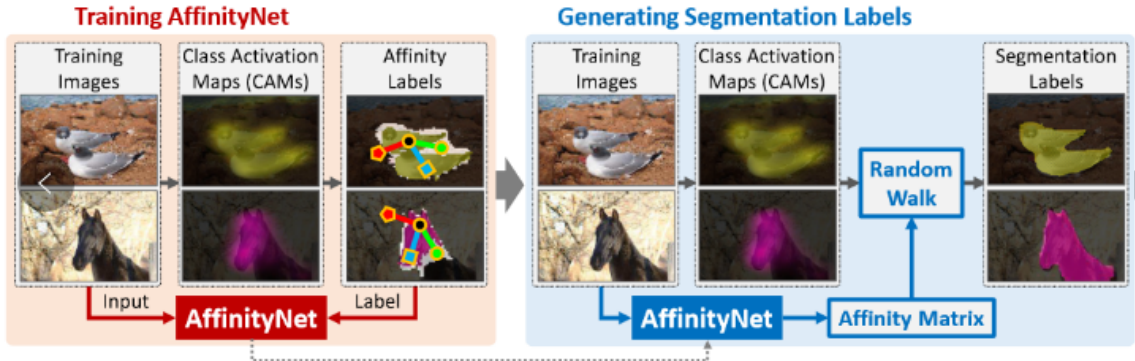 Training AffinityNet
Generating Segmentation Labels
Training
Images
Class Activation
Maps (CAMs)
Affinity
Labels
Input
Label
AffinityNet
Training
Images
Class Activation
Maps (CAMs)
Segmentation
Labels
Random
Walk
AffinityNet
Affinity Matrix